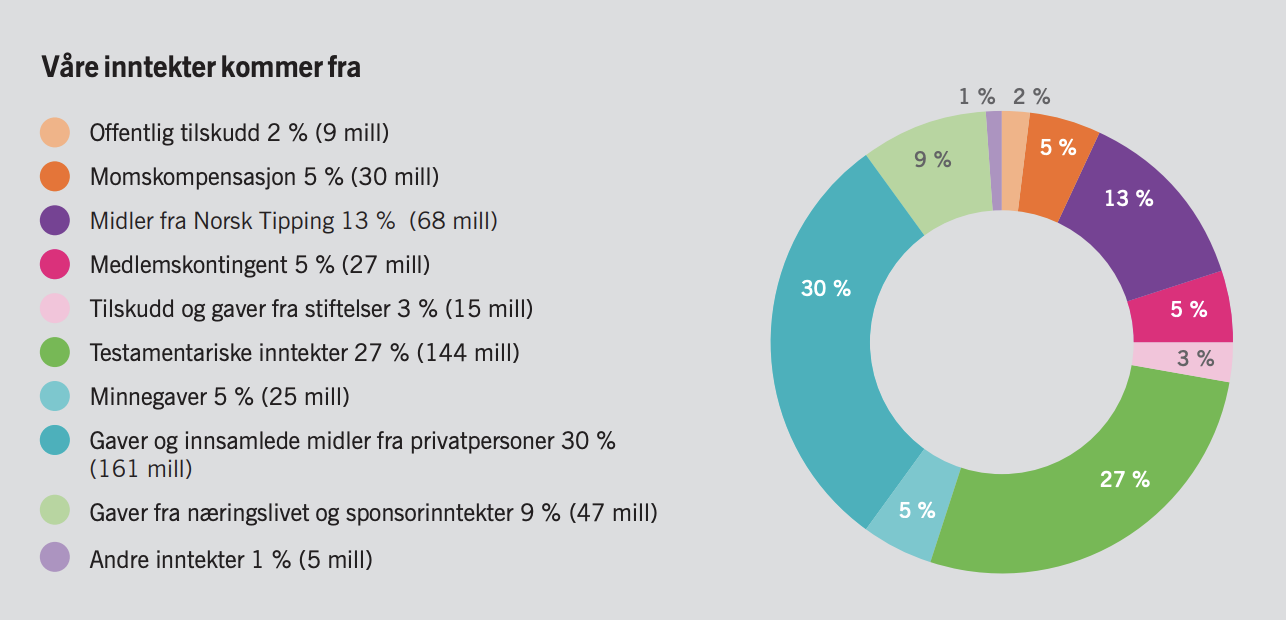 Våre inntekter kommer fra
Offentlig tilskudd 2 % (9 mill)
Momskompensasjon 5 % (30 mill)
Midler fra Norsk Tipping 13 %  (68 mill)
Medlemskontingent 5 % (27 mill)
Tilskudd og gaver fra stiftelser 3 % (15 mill)
Testamentariske inntekter 27 % (144 mill)
Minnegaver 5 % (25 mill)
Gaver og innsamlede midler fra privatpersoner 30 %
(161 mill)
Gaver fra næringslivet og sponsorinntekter 9 % (47 mill)
Andre inntekter 1 % (5 mill)
1 %
2 %
5 %
13 %
5 %
3 %
27 %
5 %
30 %
9 %